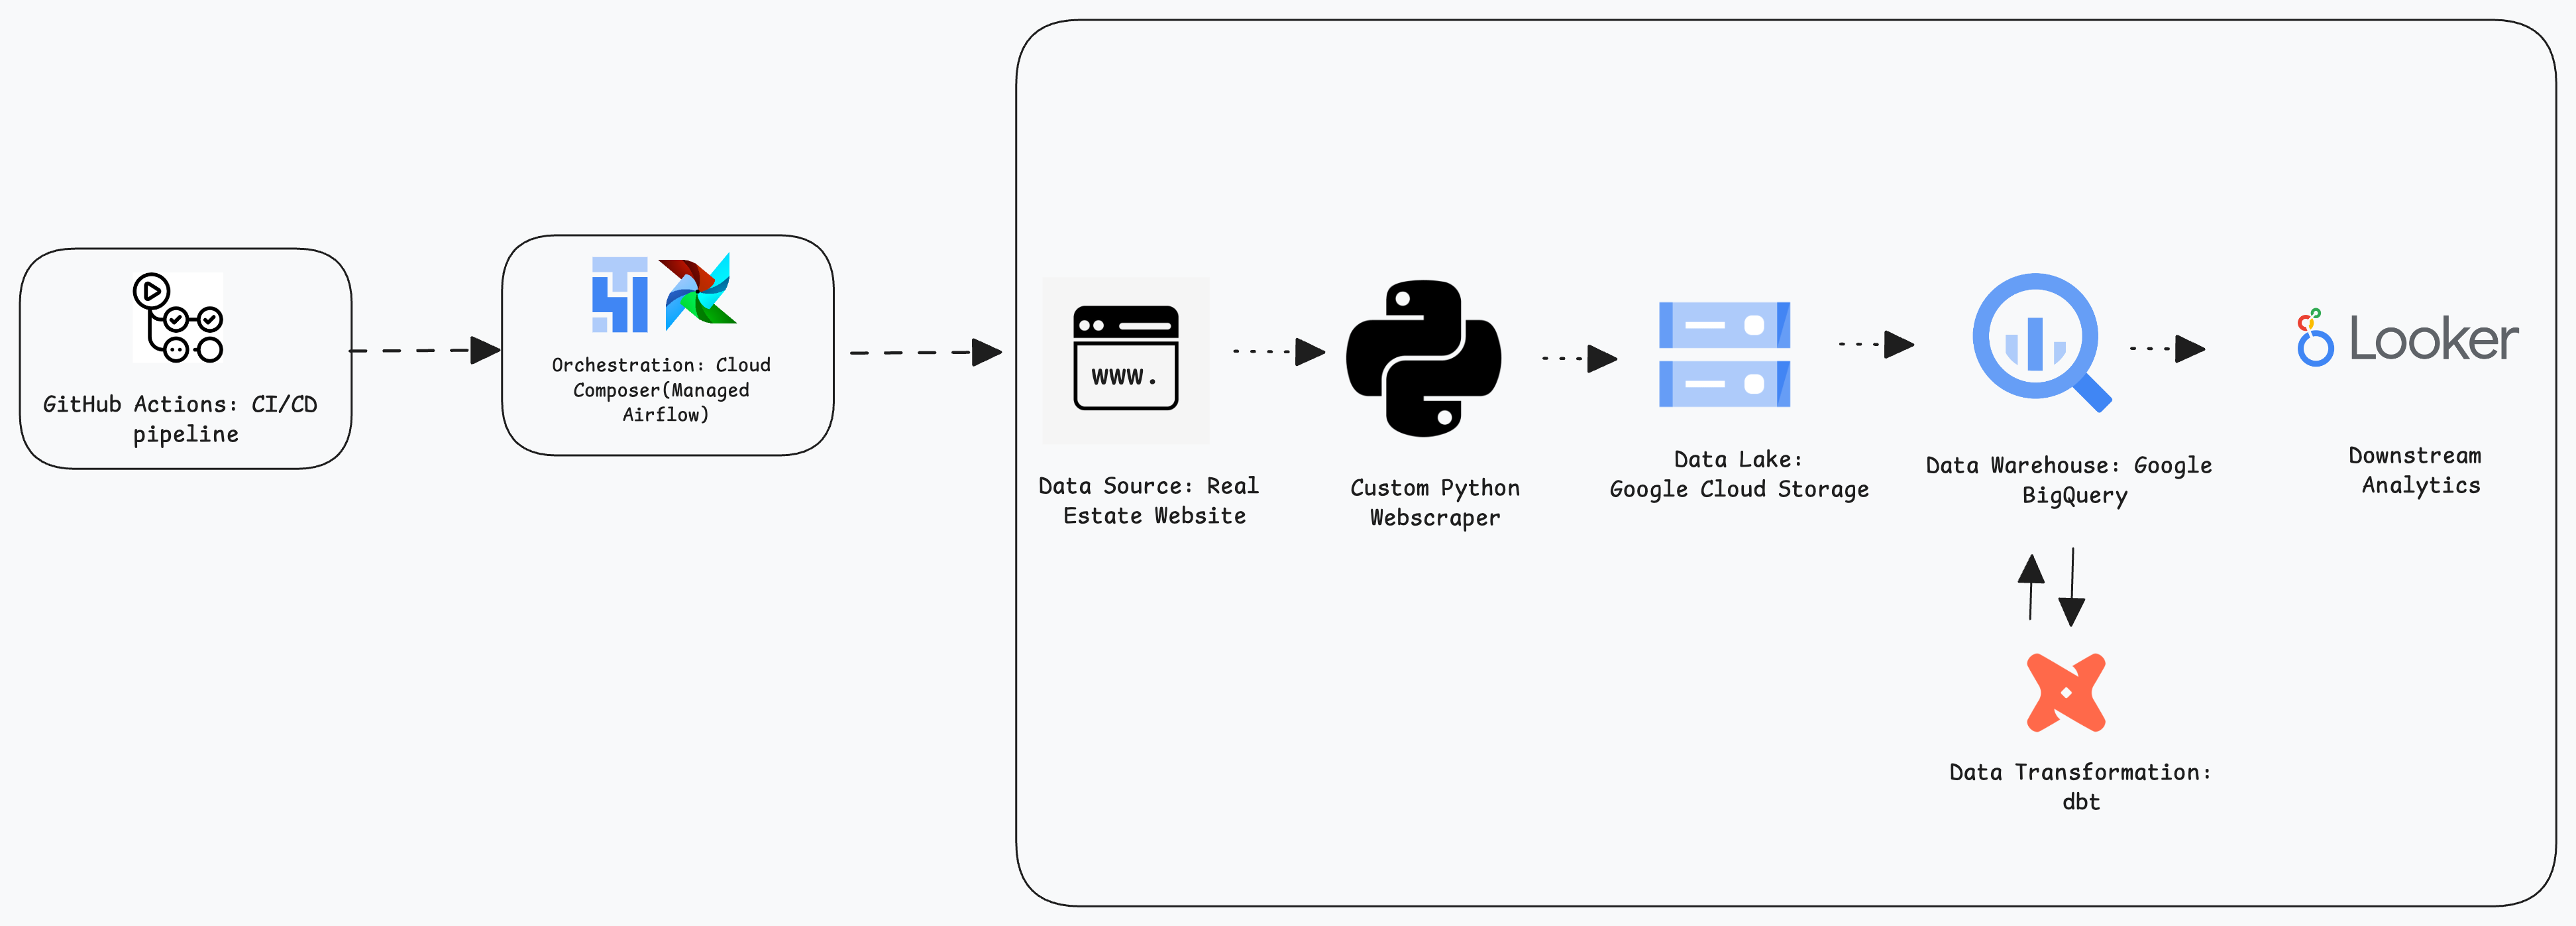 GitHub Actions: CI/CD
pipeline
Orchestration: Cloud
Composer(Managed
Airflow)
www.
Data Source: Real
Estate Website
Custom Python
Webscraper
Data Lake:
Google Cloud Storage
Data Warehouse: Google
BigQuery
Looker
Downstream
Analytics
Data Transformation:
dbt